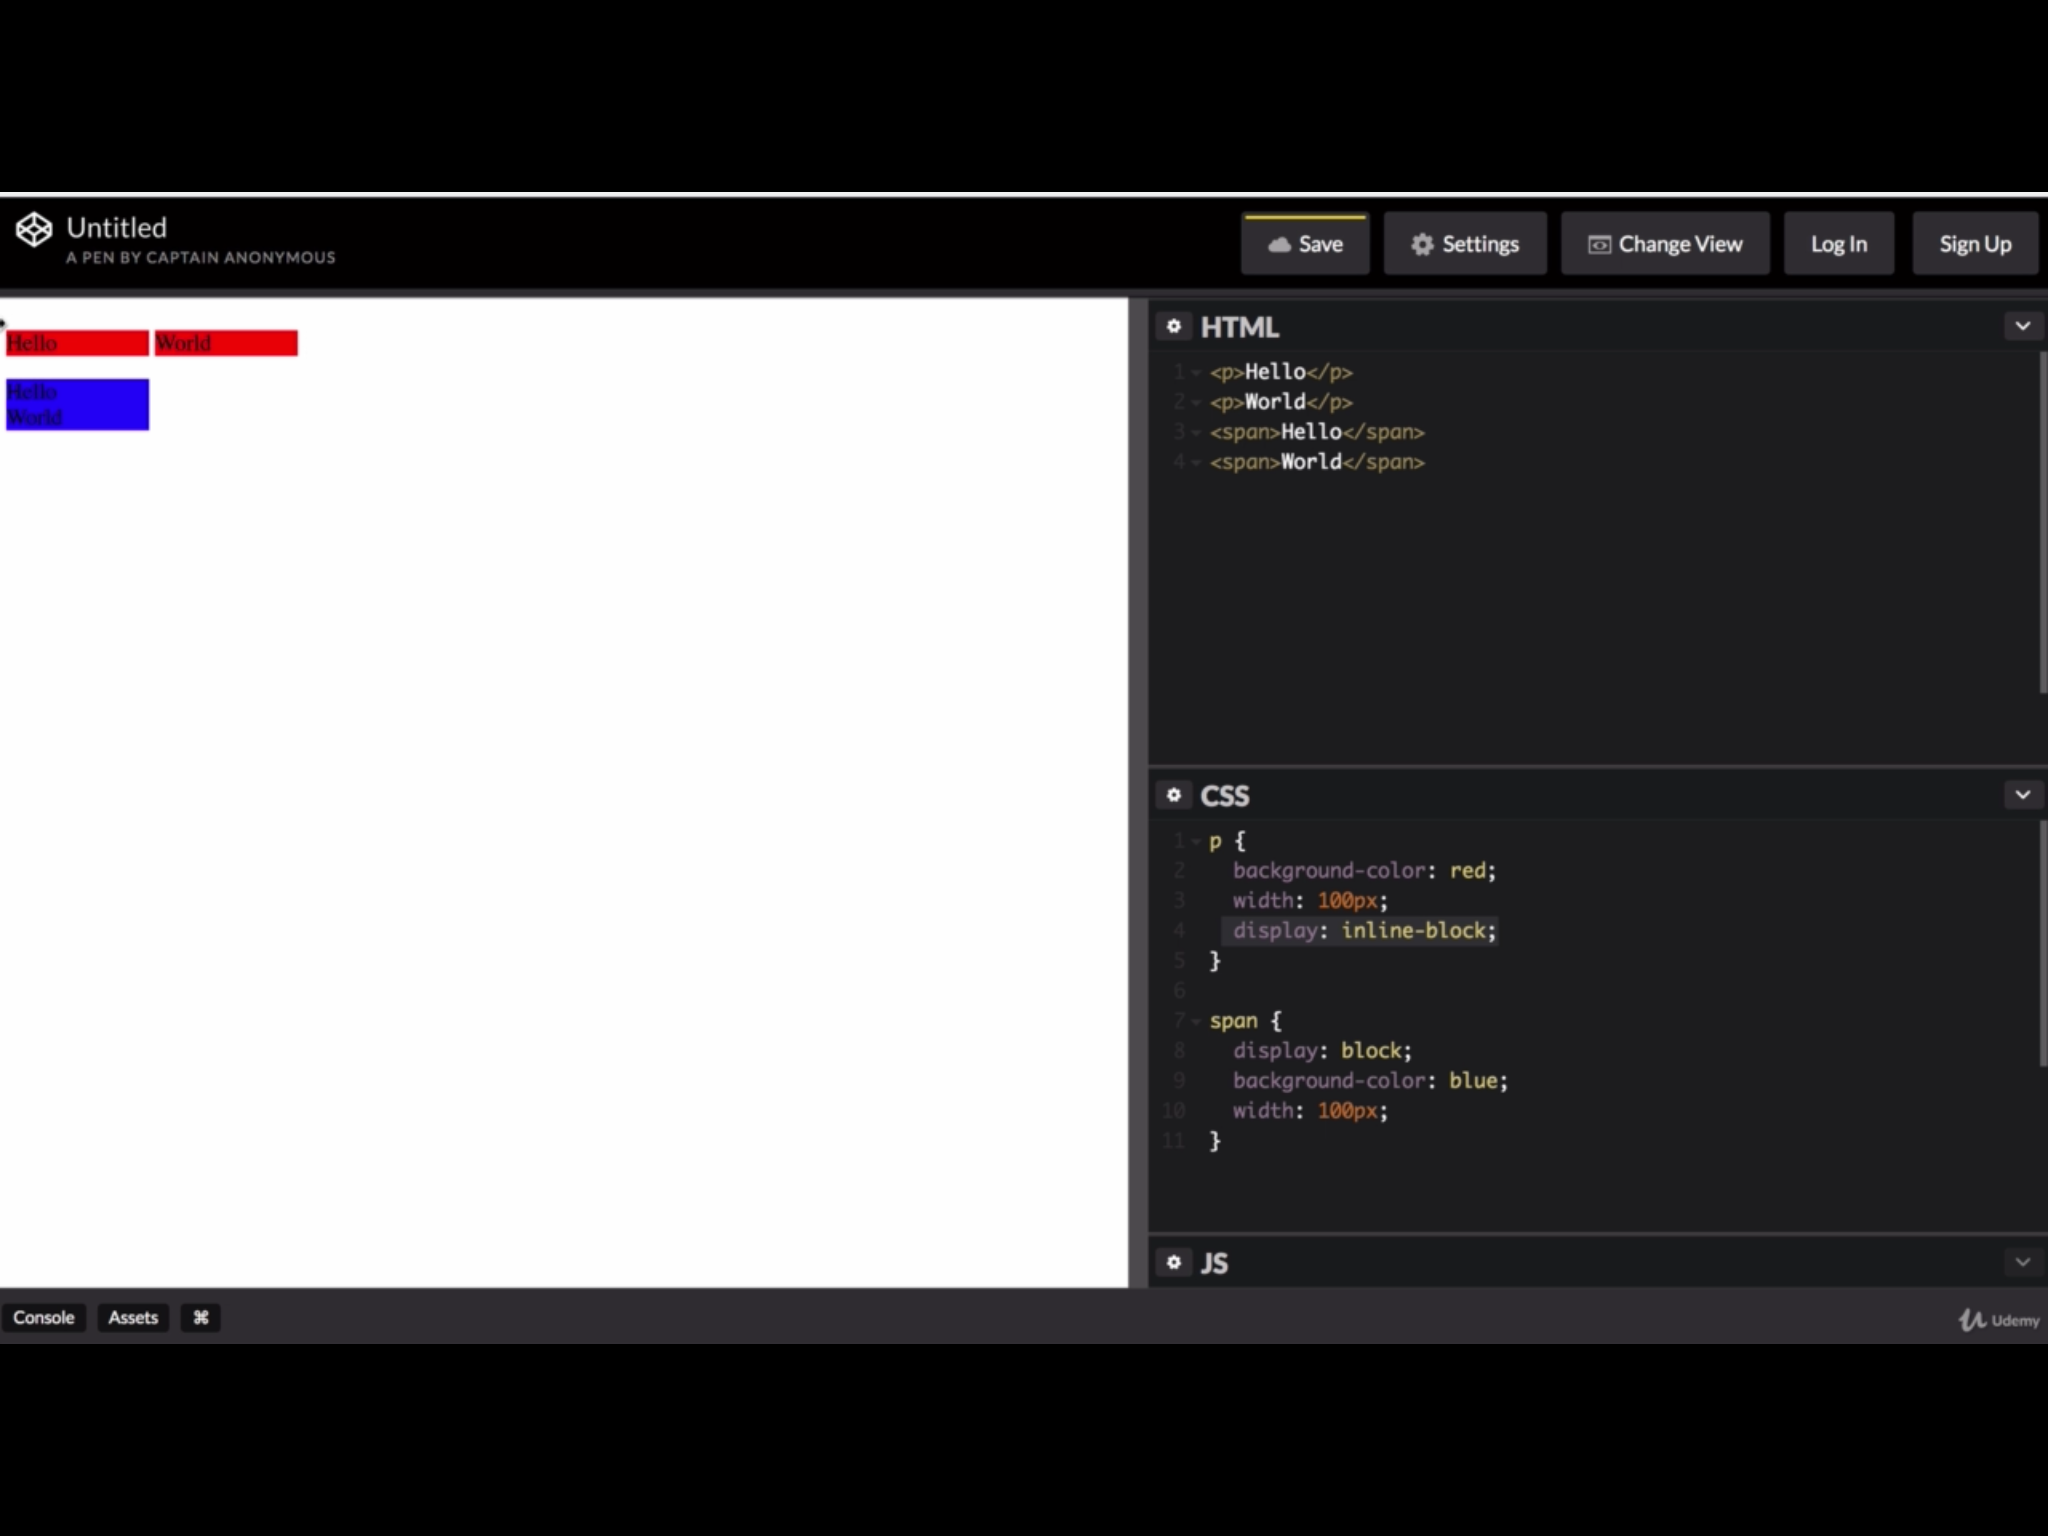 Untitled
A PEN BY CAPTAIN ANONYMOUS
Save
Settings
Change View
Log In
Sign Up
Hello World
Hello
World
HTML
1 <p>Hello</p>
2 <p>World</p>
3 <span>Hello</span>
4 <span>World</span>
CSS
1 p {
2 background-color: red;
3 width: 100px;
4 display: inline-block;
5 }
6
7 span {
8 display: block;
9 background-color: blue;
10 width: 100px;
11 }
JS
Console
Assets
⌘
Udemy